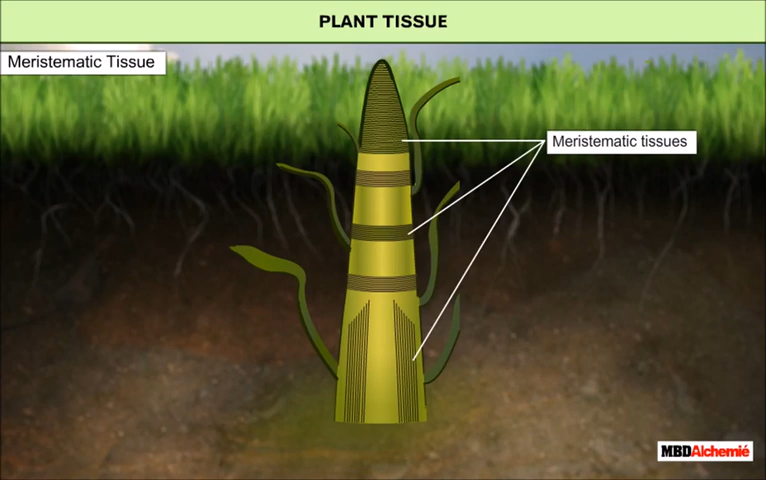 PLANT TISSUE
Meristematic Tissue
Meristematic tissues
MBDAlchemié